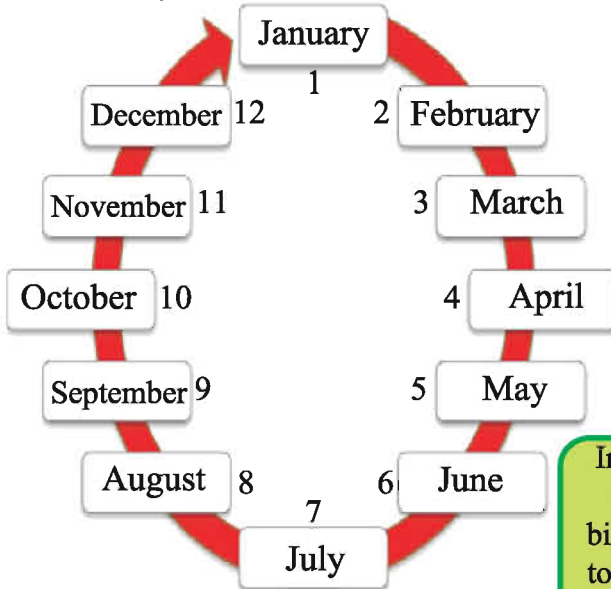 January
1
2 February
3 March
4 April
5 May
6 June
7
July
8 August
9 September
10 October
11 November
12 December
to